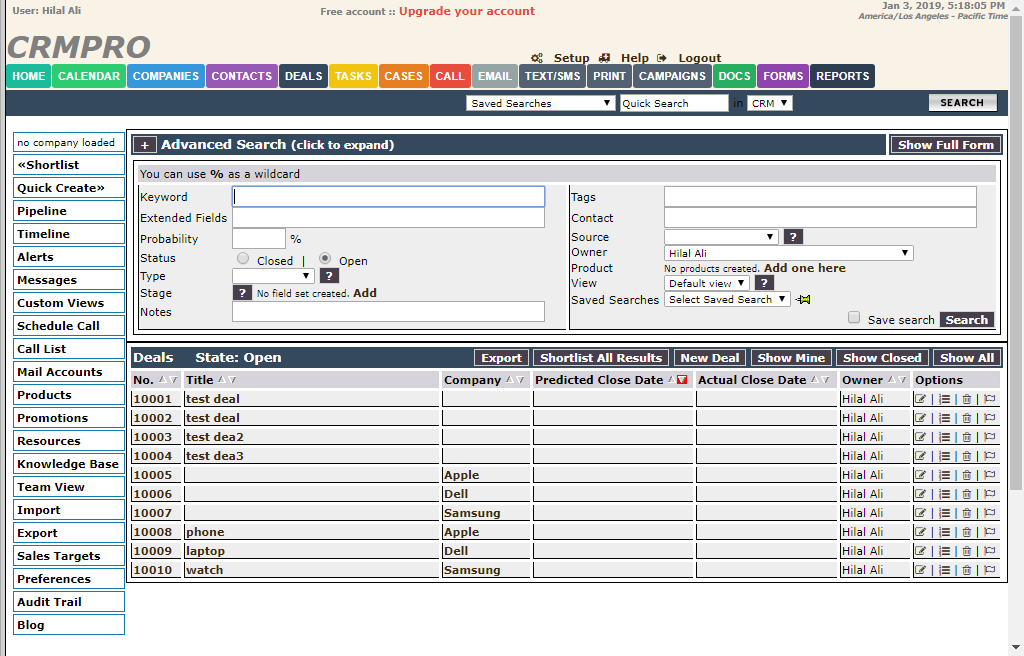 User: Hilal Ali
Free account :: Upgrade your account
Jan 3, 2019, 5:18:05 PM
America/Los Angeles - Pacific Time
CRMPRO
Setup Help Logout
HOME CALENDAR COMPANIES CONTACTS DEALS TASKS CASES CALL EMAIL TEXT/SMS PRINT CAMPAIGNS DOCS FORMS REPORTS
Saved Searches Quick Search in CRM SEARCH
no company loaded
«Shortlist
Quick Create»
Pipeline
Timeline
Alerts
Messages
Custom Views
Schedule Call
Call List
Mail Accounts
Products
Promotions
Resources
Knowledge Base
Team View
Import
Export
Sales Targets
Preferences
Audit Trail
Blog
+ Advanced Search (click to expand) Show Full Form
You can use % as a wildcard
Keyword
Extended Fields
Probability %
Status Closed | Open
Type ?
Stage ? No field set created. Add
Notes
Tags
Contact
Source ?
Owner Hilal Ali
Product No products created. Add one here
View Default view ?
Saved Searches Select Saved Search
Save search Search
Deals State: Open Export Shortlist All Results New Deal Show Mine Show Closed Show All
No. Title Company Predicted Close Date Actual Close Date Owner Options
10001 test deal Hilal Ali | | |
10002 test deal Hilal Ali | | |
10003 test dea2 Hilal Ali | | |
10004 test dea3 Hilal Ali | | |
10005 Apple Hilal Ali | | |
10006 Dell Hilal Ali | | |
10007 Samsung Hilal Ali | | |
10008 phone Apple Hilal Ali | | |
10009 laptop Dell Hilal Ali | | |
10010 watch Samsung Hilal Ali | | |